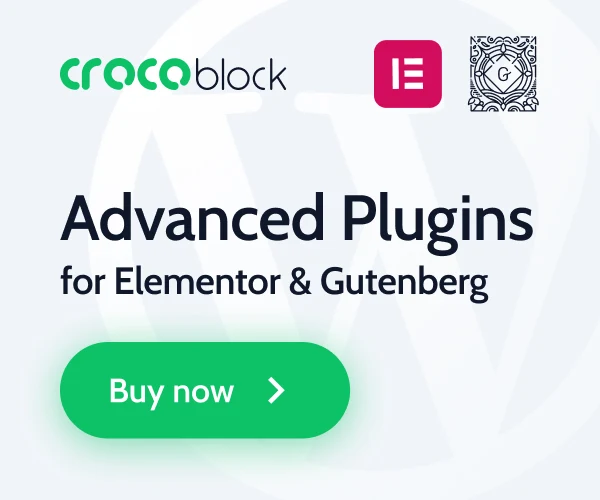 crocoblock
G
Advanced Plugins
for Elementor & Gutenberg
Buy now